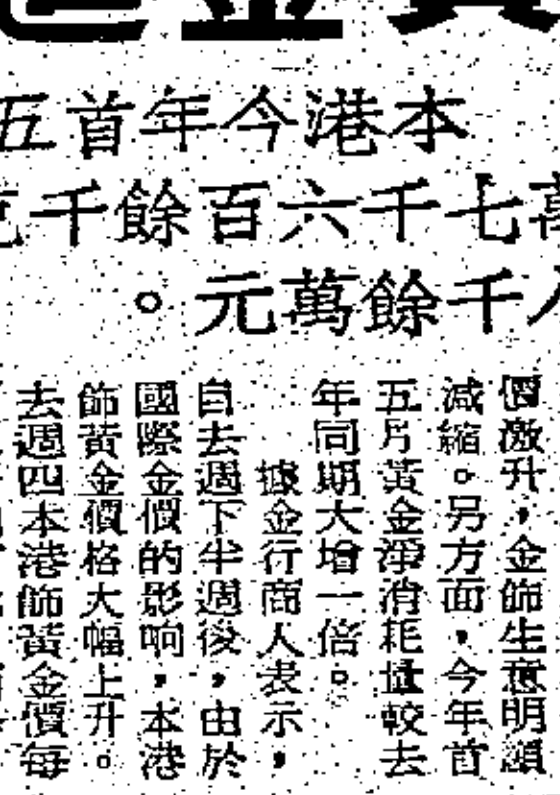 本港今年首五
七千六百餘千
千餘萬元。
價激升，金飾生意明顯
減縮。另方面，今年首
五月黃金淨消耗量較去
年同期大增一倍。
據金行商人表示，
自去週下半週後，由於
國際金價的影响，本港
飾黃金價格大幅上升。
去週四本港飾黃金價每